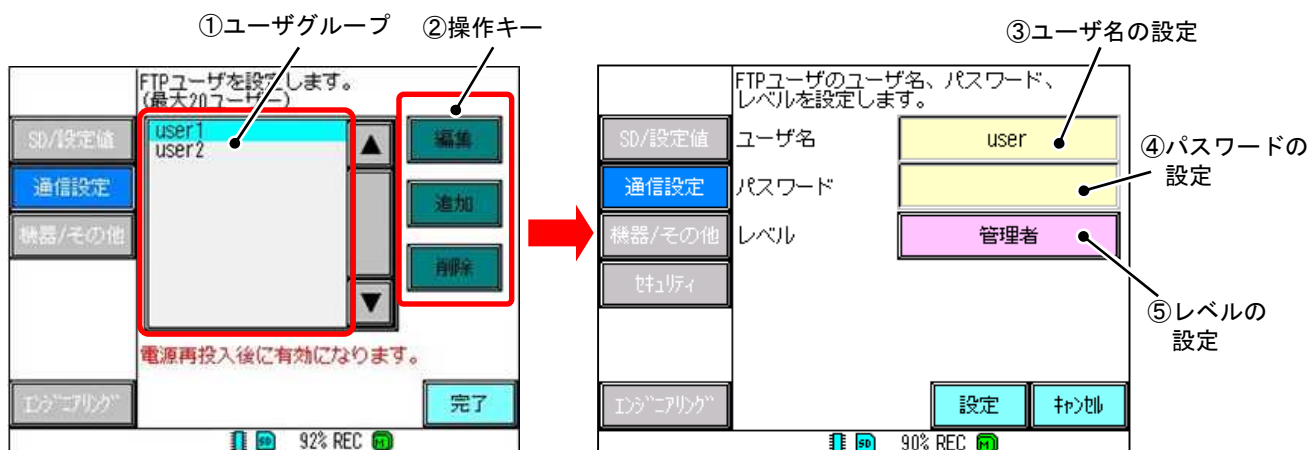 ①ユーザグループ
②操作キー
FTPユーザを設定します。
(最大20ユーザー)
SD/設定値
通信設定
機器/その他
エンジニアリング
user1
user2
▲
▼
編集
追加
削除
電源再投入後に有効になります。
完了
SD 92% REC M
③ユーザ名の設定
FTPユーザのユーザ名、パスワード、
レベルを設定します。
SD/設定値
通信設定
機器/その他
セキュリティ
エンジニアリング
ユーザ名 user
パスワード
レベル 管理者
④パスワードの
設定
⑤レベルの
設定
設定 キャンセル
SD 90% REC M